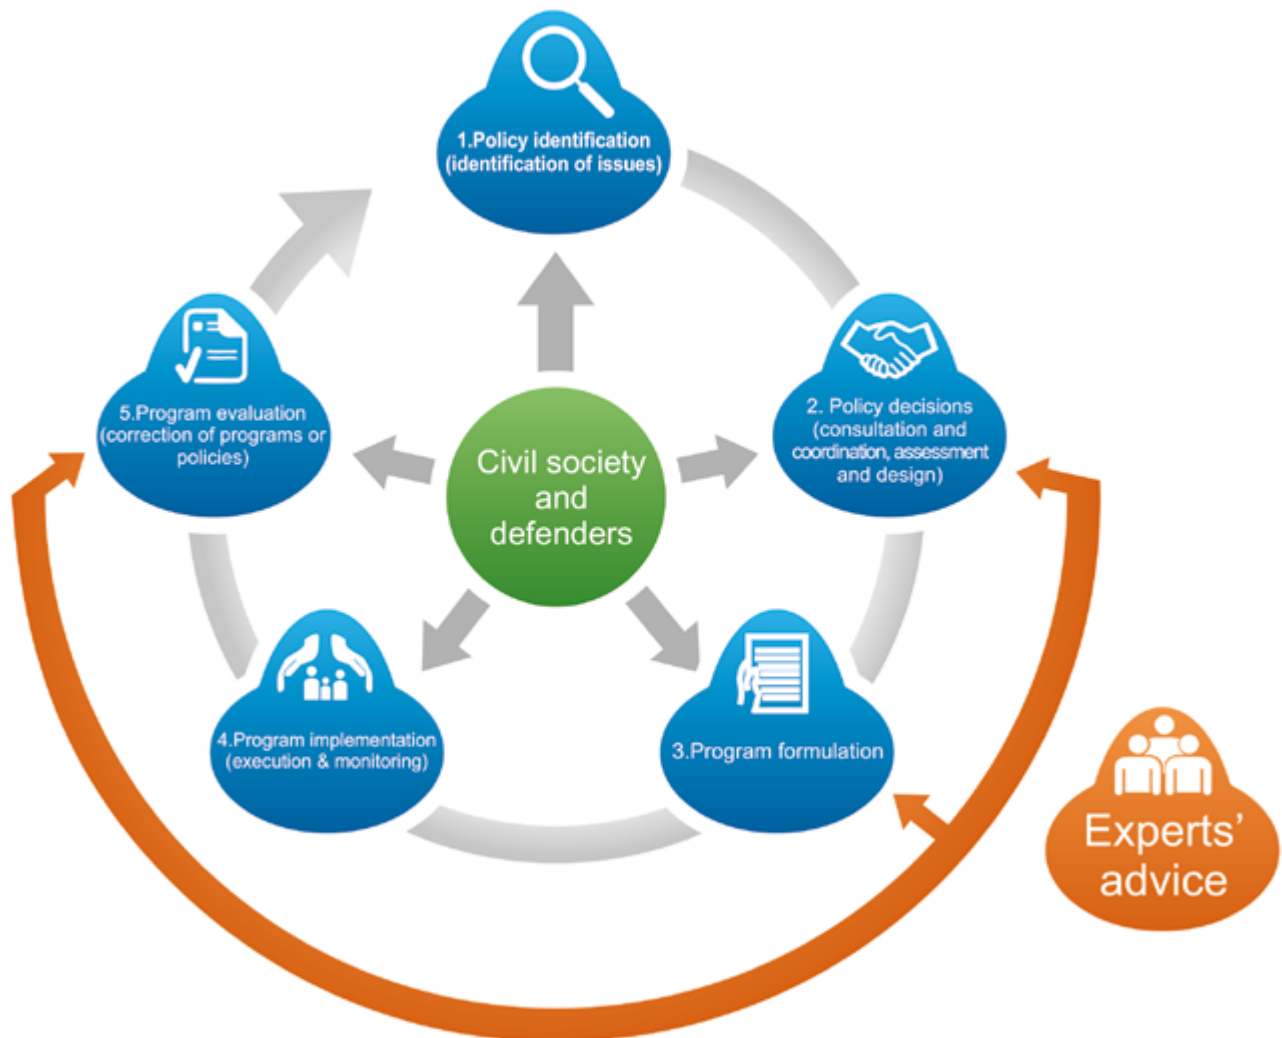 1.Policy identification
(identification of issues)
2. Policy decisions
(consultation and
coordination, assessment
and design)
3.Program formulation
4.Program implementation
(execution & monitoring)
5.Program evaluation
(correction of programs or
policies)
Civil society
and
defenders
Experts’
advice